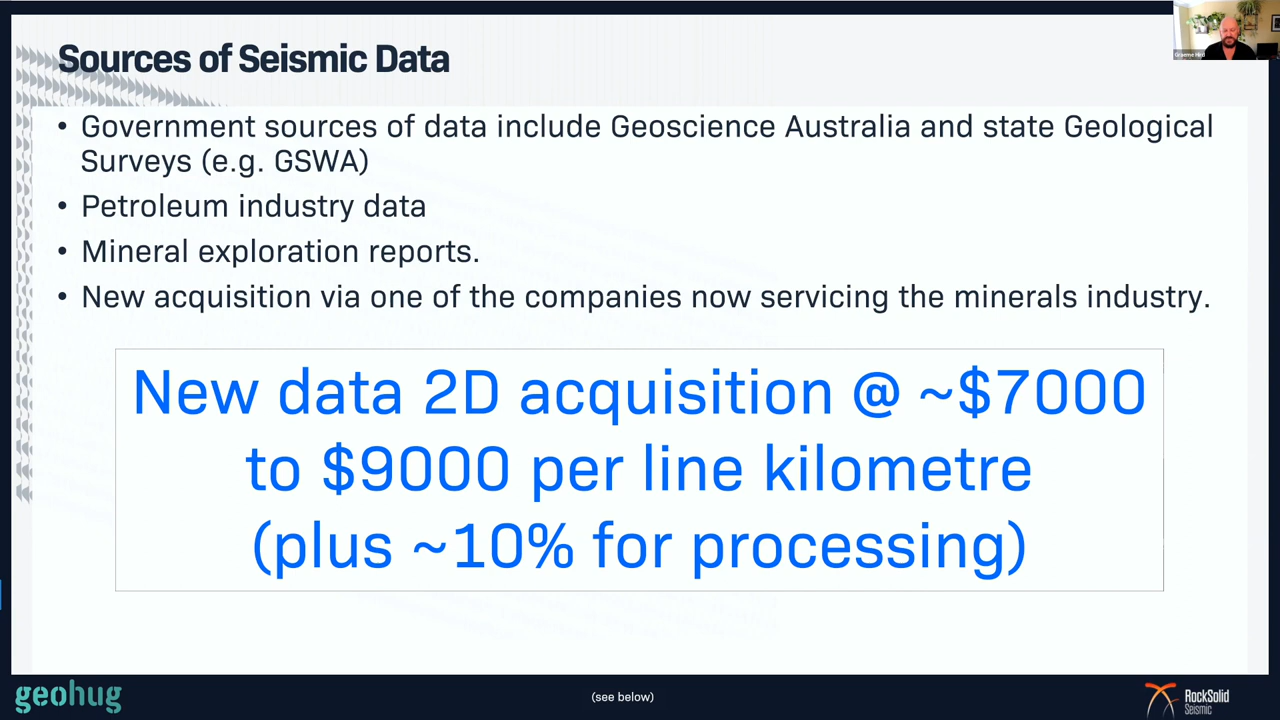 Sources of Seismic Data
• Government sources of data include Geoscience Australia and state Geological
Surveys (e.g. GSWA)
• Petroleum industry data
• Mineral exploration reports.
• New acquisition via one of the companies now servicing the minerals industry.
New data 2D acquisition @ ~$7000
to $9000 per line kilometre
(plus ~10% for processing)
geohug
(see below)
RockSolid
Seismic